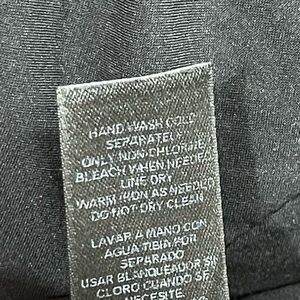 HAND WASH COLD
SEPARATELY
ONLY NON-CHLORINE
BLEACH WHEN NEEDED
LINE DRY
WARM IRON AS NEEDED
DO NOT DRY CLEAN
LAVAR A MANO CON
AGUA TIBIA POR
SEPARADO
USAR BLANQUEADOR SI
CLORO CUANDO SE
NECESITE